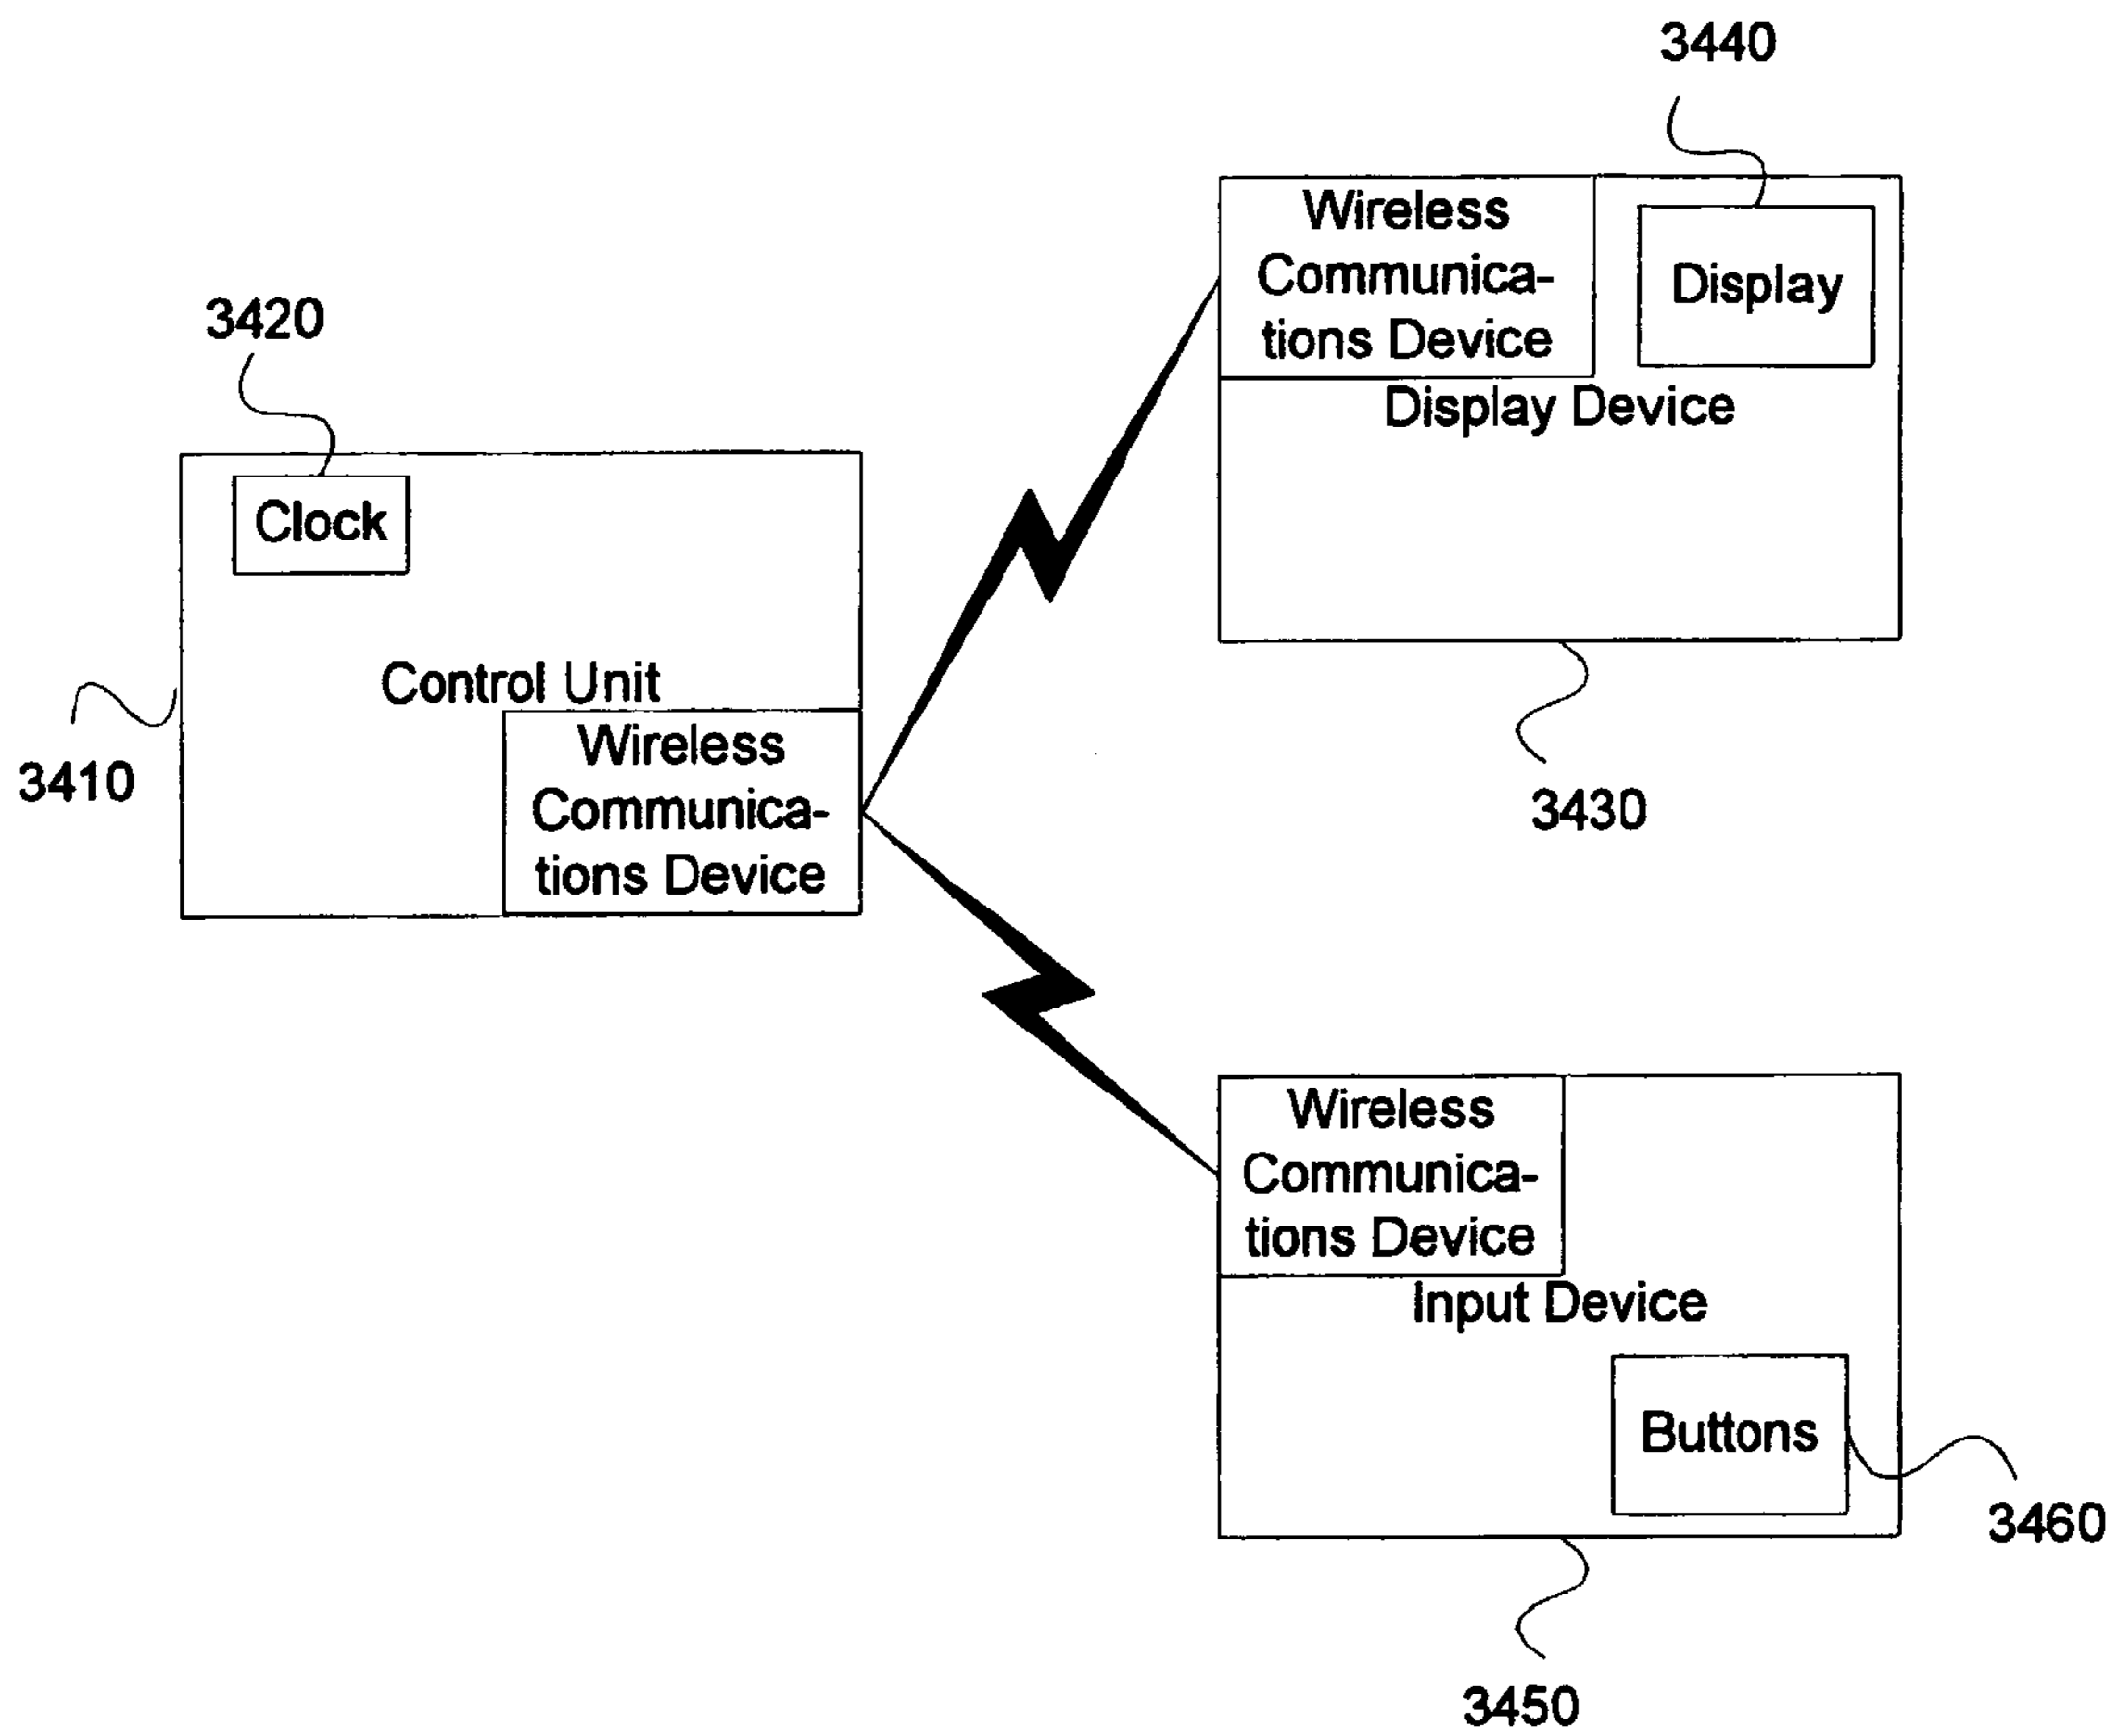 3440
Wireless
Communica-
tions Device
Display
Display Device
3430
3420
Clock
Control Unit
Wireless
Communica-
tions Device
3410
Wireless
Communica-
tions Device
Input Device
Buttons
3460
3450